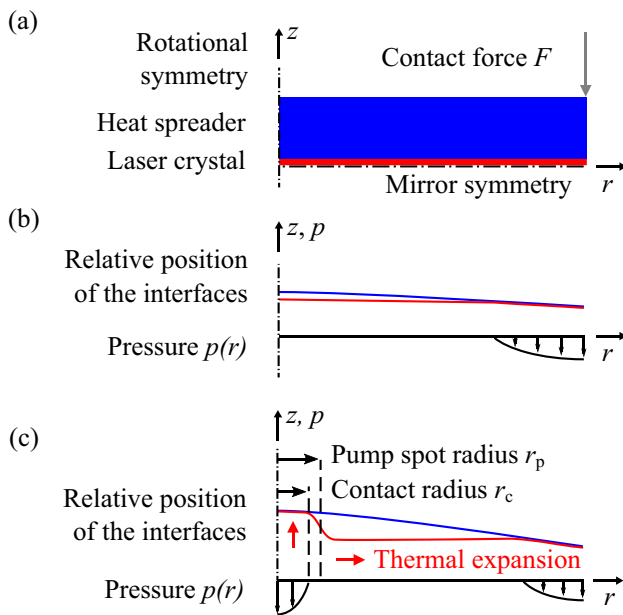 (a)
z
Rotational
symmetry
Contact force F
Heat spreader
Laser crystal
Mirror symmetry
r
(b)
z, p
Relative position
of the interfaces
Pressure p(r)
r
(c)
z, p
Pump spot radius rp
Contact radius rc
Relative position
of the interfaces
Thermal expansion
Pressure p(r)
r